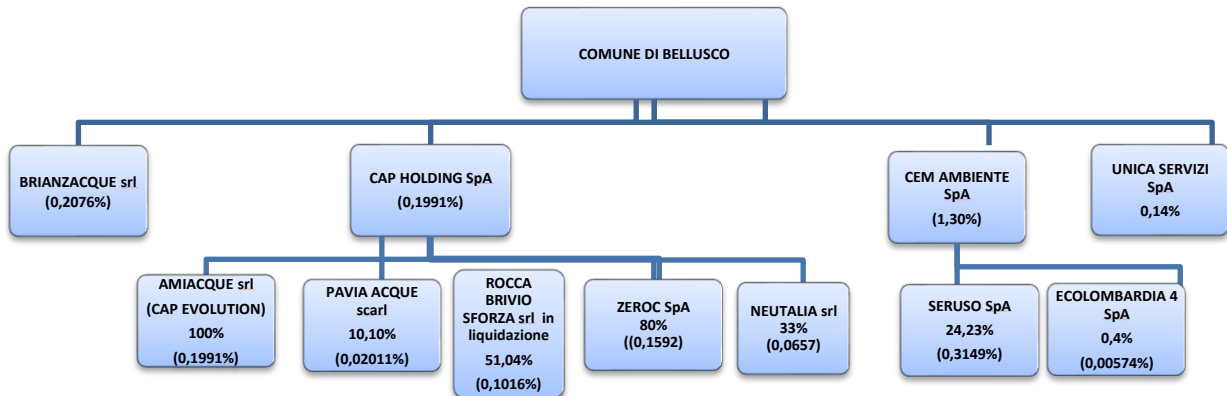 COMUNE DI BELLUSCO
BRIANZACQUE srl
(0,2076%)
CAP HOLDING SpA
(0,1991%)
CEM AMBIENTE
SpA
(1,30%)
UNICA SERVIZI
SpA
0,14%
AMIACQUE srl
(CAP EVOLUTION)
100%
(0,1991%)
PAVIA ACQUE
scarl
10,10%
(0,02011%)
ROCCA
BRIVIO
SFORZA srl in
liquidazione
51,04%
(0,1016%)
ZEROC SpA
80%
((0,1592)
NEUTALIA srl
33%
(0,0657)
SERUSO SpA
24,23%
(0,3149%)
ECOLOMBARDIA 4
SpA
0,4%
(0,00574%)